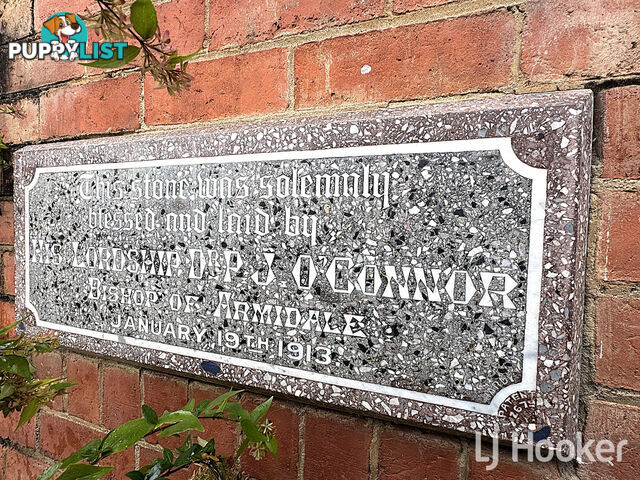 PUPPYLIST
This stone was solemnly
blessed and laid by
HIS LORDSHIP DR P. J. O'CONNOR
BISHOP OF ARMIDALE
JANUARY 19TH 1913
LJ Hooker